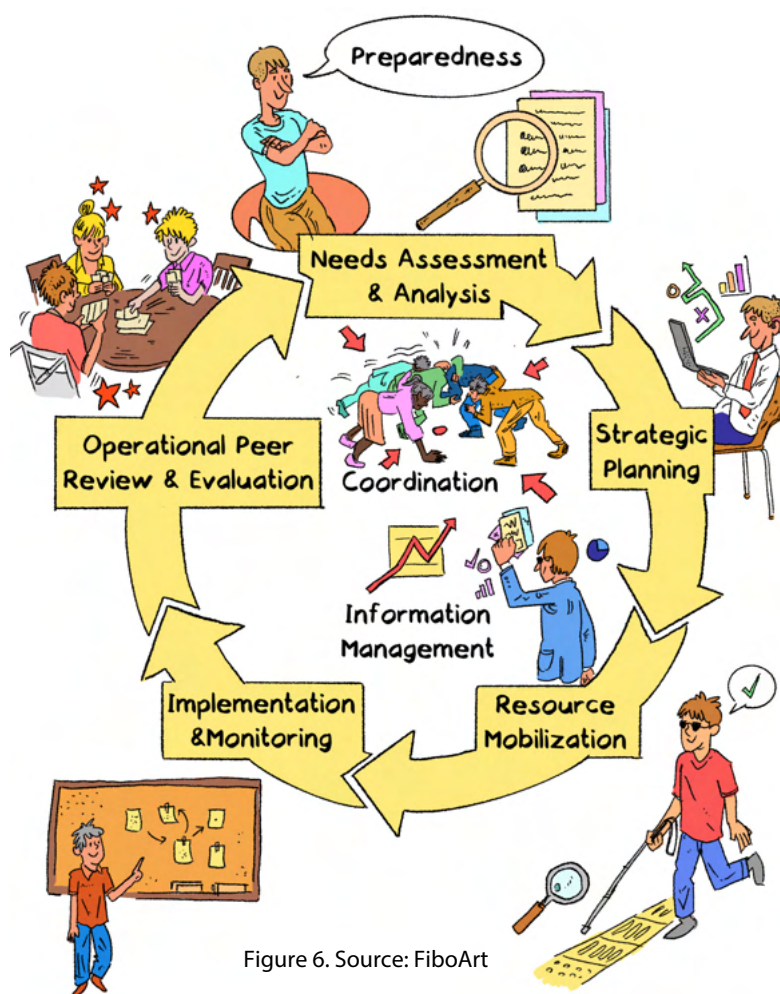 Preparedness
Needs Assessment
& Analysis
Strategic
Planning
Operational Peer
Review & Evaluation
Coordination
Information
Management
Implementation
&Monitoring
Resource
Mobilization
Figure 6. Source: FiboArt